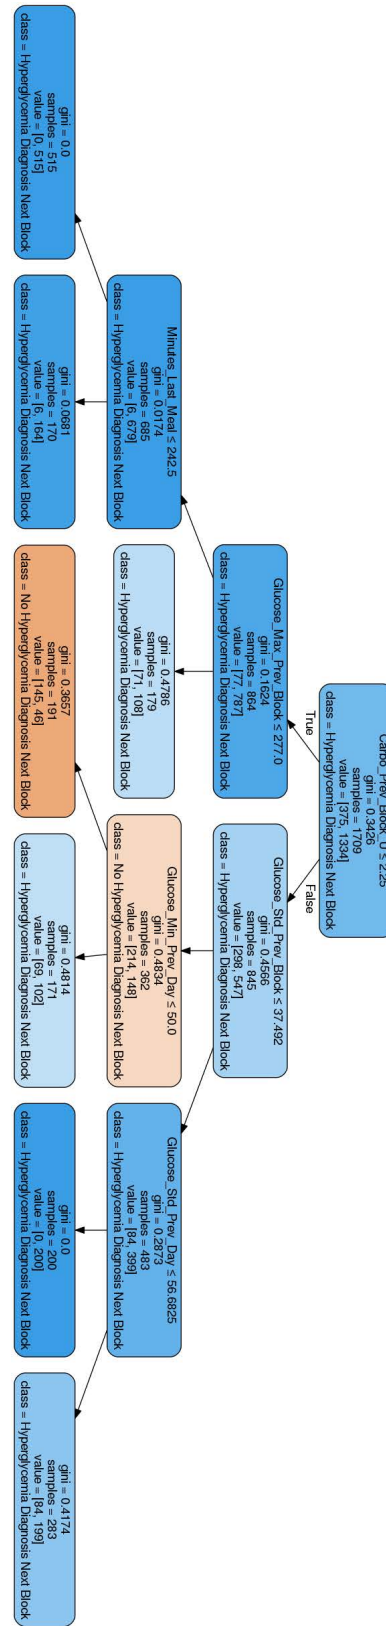 Carbo_Prev_Block_U ≤ 2.25
gini = 0.3426
samples = 1709
value = [375, 1334]
class = Hyperglycemia Diagnosis Next Block
True
False
Glucose_Max_Prev_Block ≤ 277.0
gini = 0.1624
samples = 864
value = [77, 787]
class = Hyperglycemia Diagnosis Next Block
Glucose_Std_Prev_Block ≤ 37.492
gini = 0.4566
samples = 845
value = [298, 547]
class = Hyperglycemia Diagnosis Next Block
Minutes_Last_Meal ≤ 242.5
gini = 0.0174
samples = 685
value = [6, 679]
class = Hyperglycemia Diagnosis Next Block
gini = 0.4786
samples = 179
value = [71, 108]
class = Hyperglycemia Diagnosis Next Block
Glucose_Min_Prev_Day ≤ 50.0
gini = 0.4834
samples = 362
value = [214, 148]
class = No Hyperglycemia Diagnosis Next Block
Glucose_Std_Prev_Day ≤ 56.6825
gini = 0.2873
samples = 483
value = [84, 399]
class = Hyperglycemia Diagnosis Next Block
gini = 0.0
samples = 515
value = [0, 515]
class = Hyperglycemia Diagnosis Next Block
gini = 0.0681
samples = 170
value = [6, 164]
class = Hyperglycemia Diagnosis Next Block
gini = 0.3657
samples = 191
value = [145, 46]
class = No Hyperglycemia Diagnosis Next Block
gini = 0.4814
samples = 171
value = [69, 102]
class = Hyperglycemia Diagnosis Next Block
gini = 0.0
samples = 200
value = [0, 200]
class = Hyperglycemia Diagnosis Next Block
gini = 0.4174
samples = 283
value = [84, 199]
class = Hyperglycemia Diagnosis Next Block